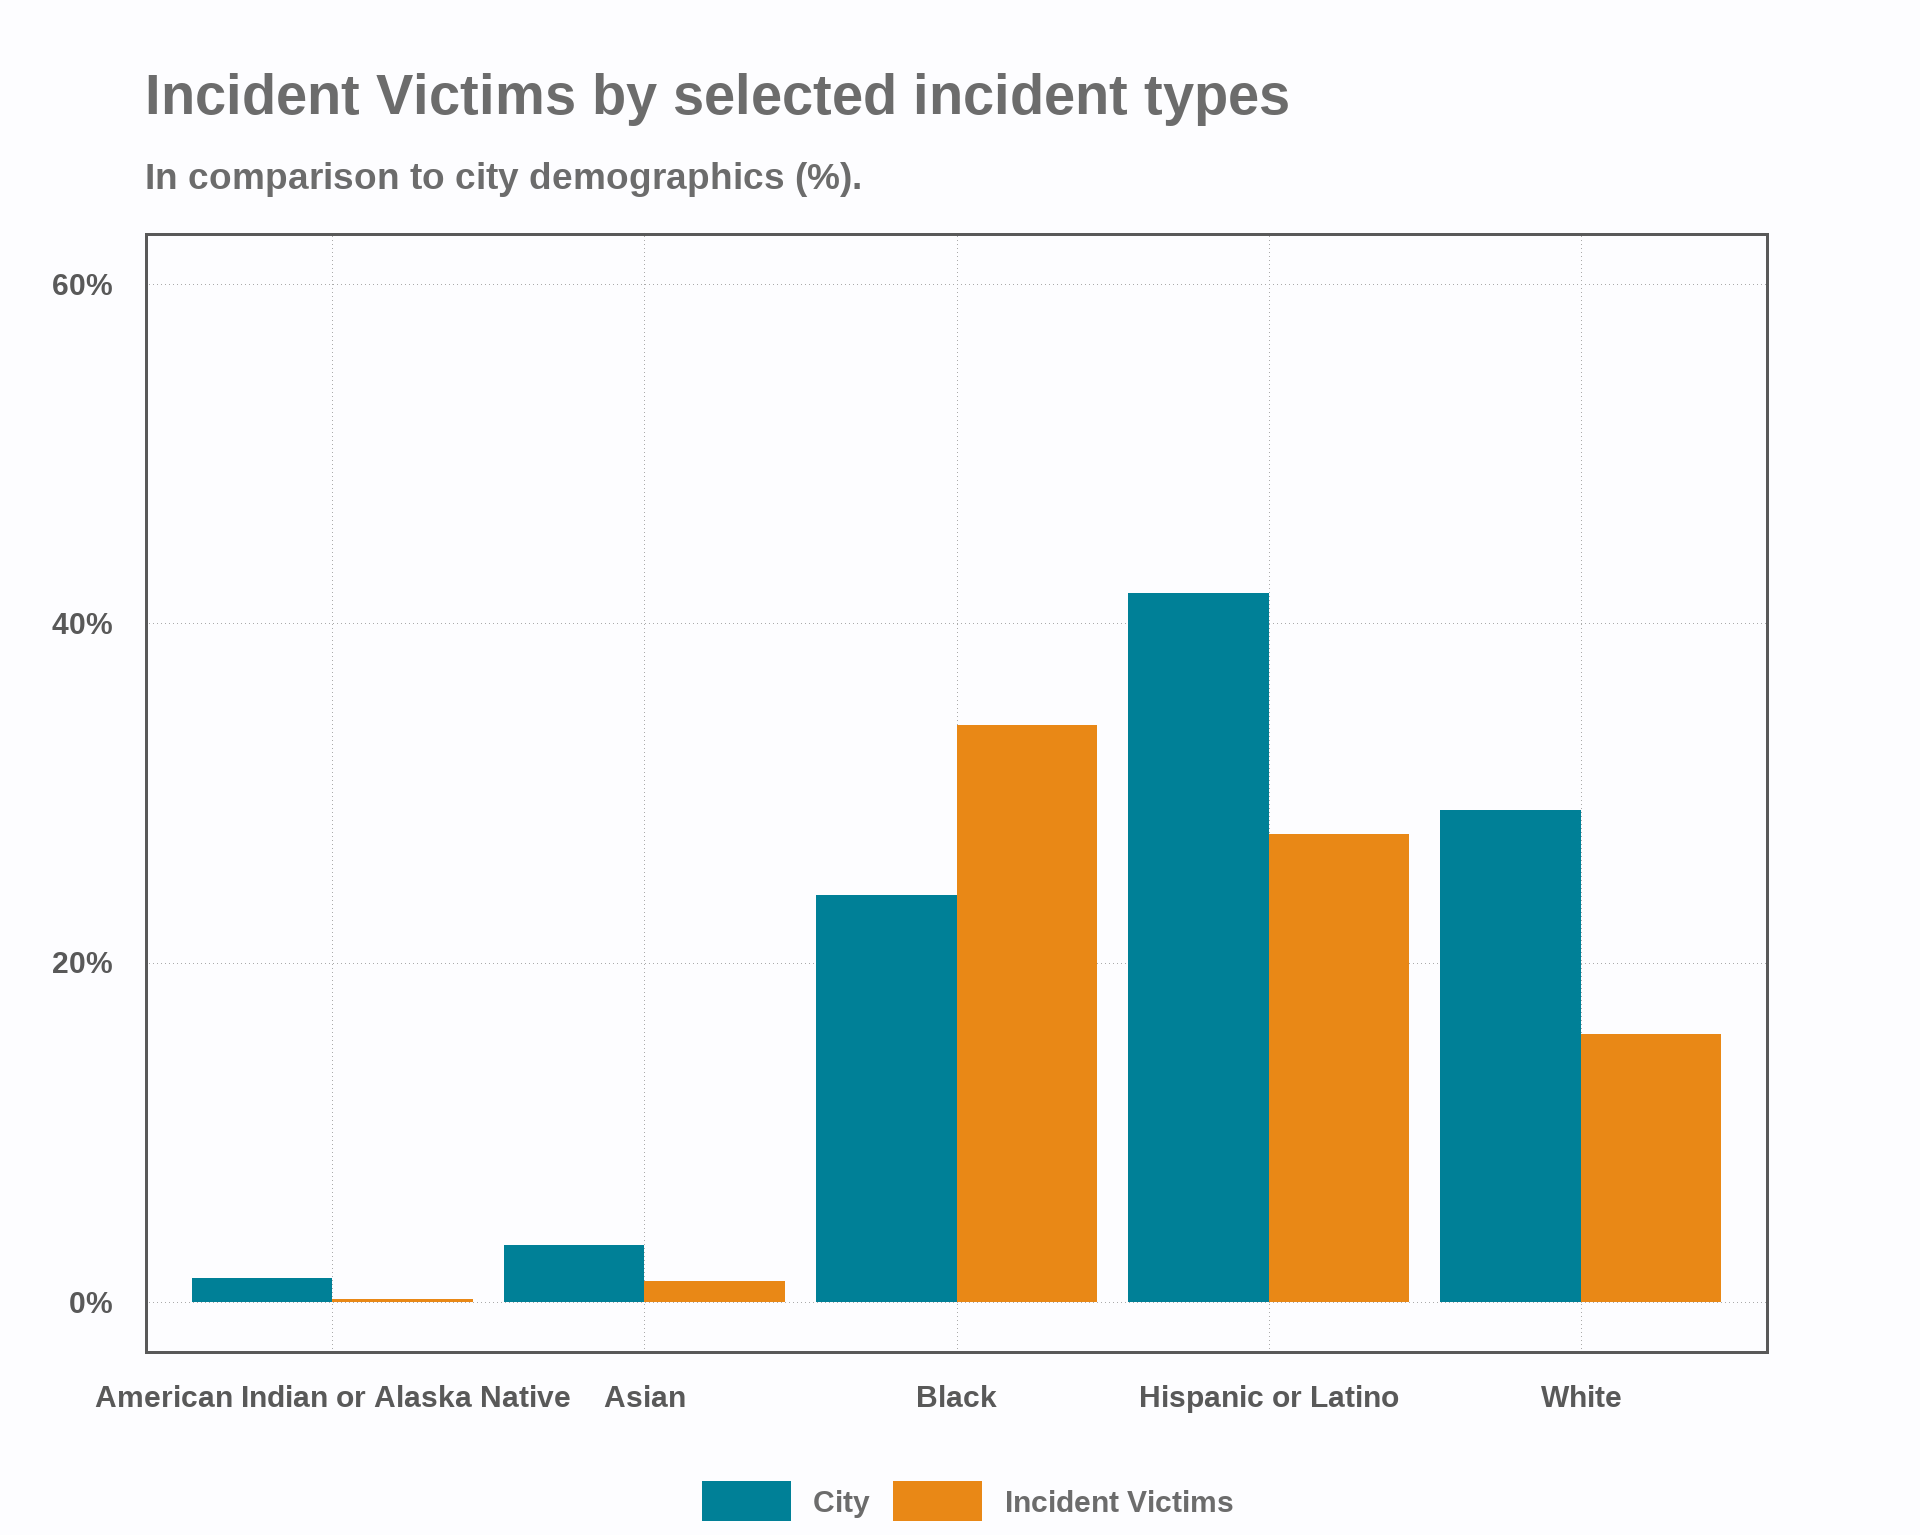 Incident Victims by selected incident types
In comparison to city demographics (%).
60%
40%
20%
0%
American Indian or Alaska Native Asian Black Hispanic or Latino White
City Incident Victims